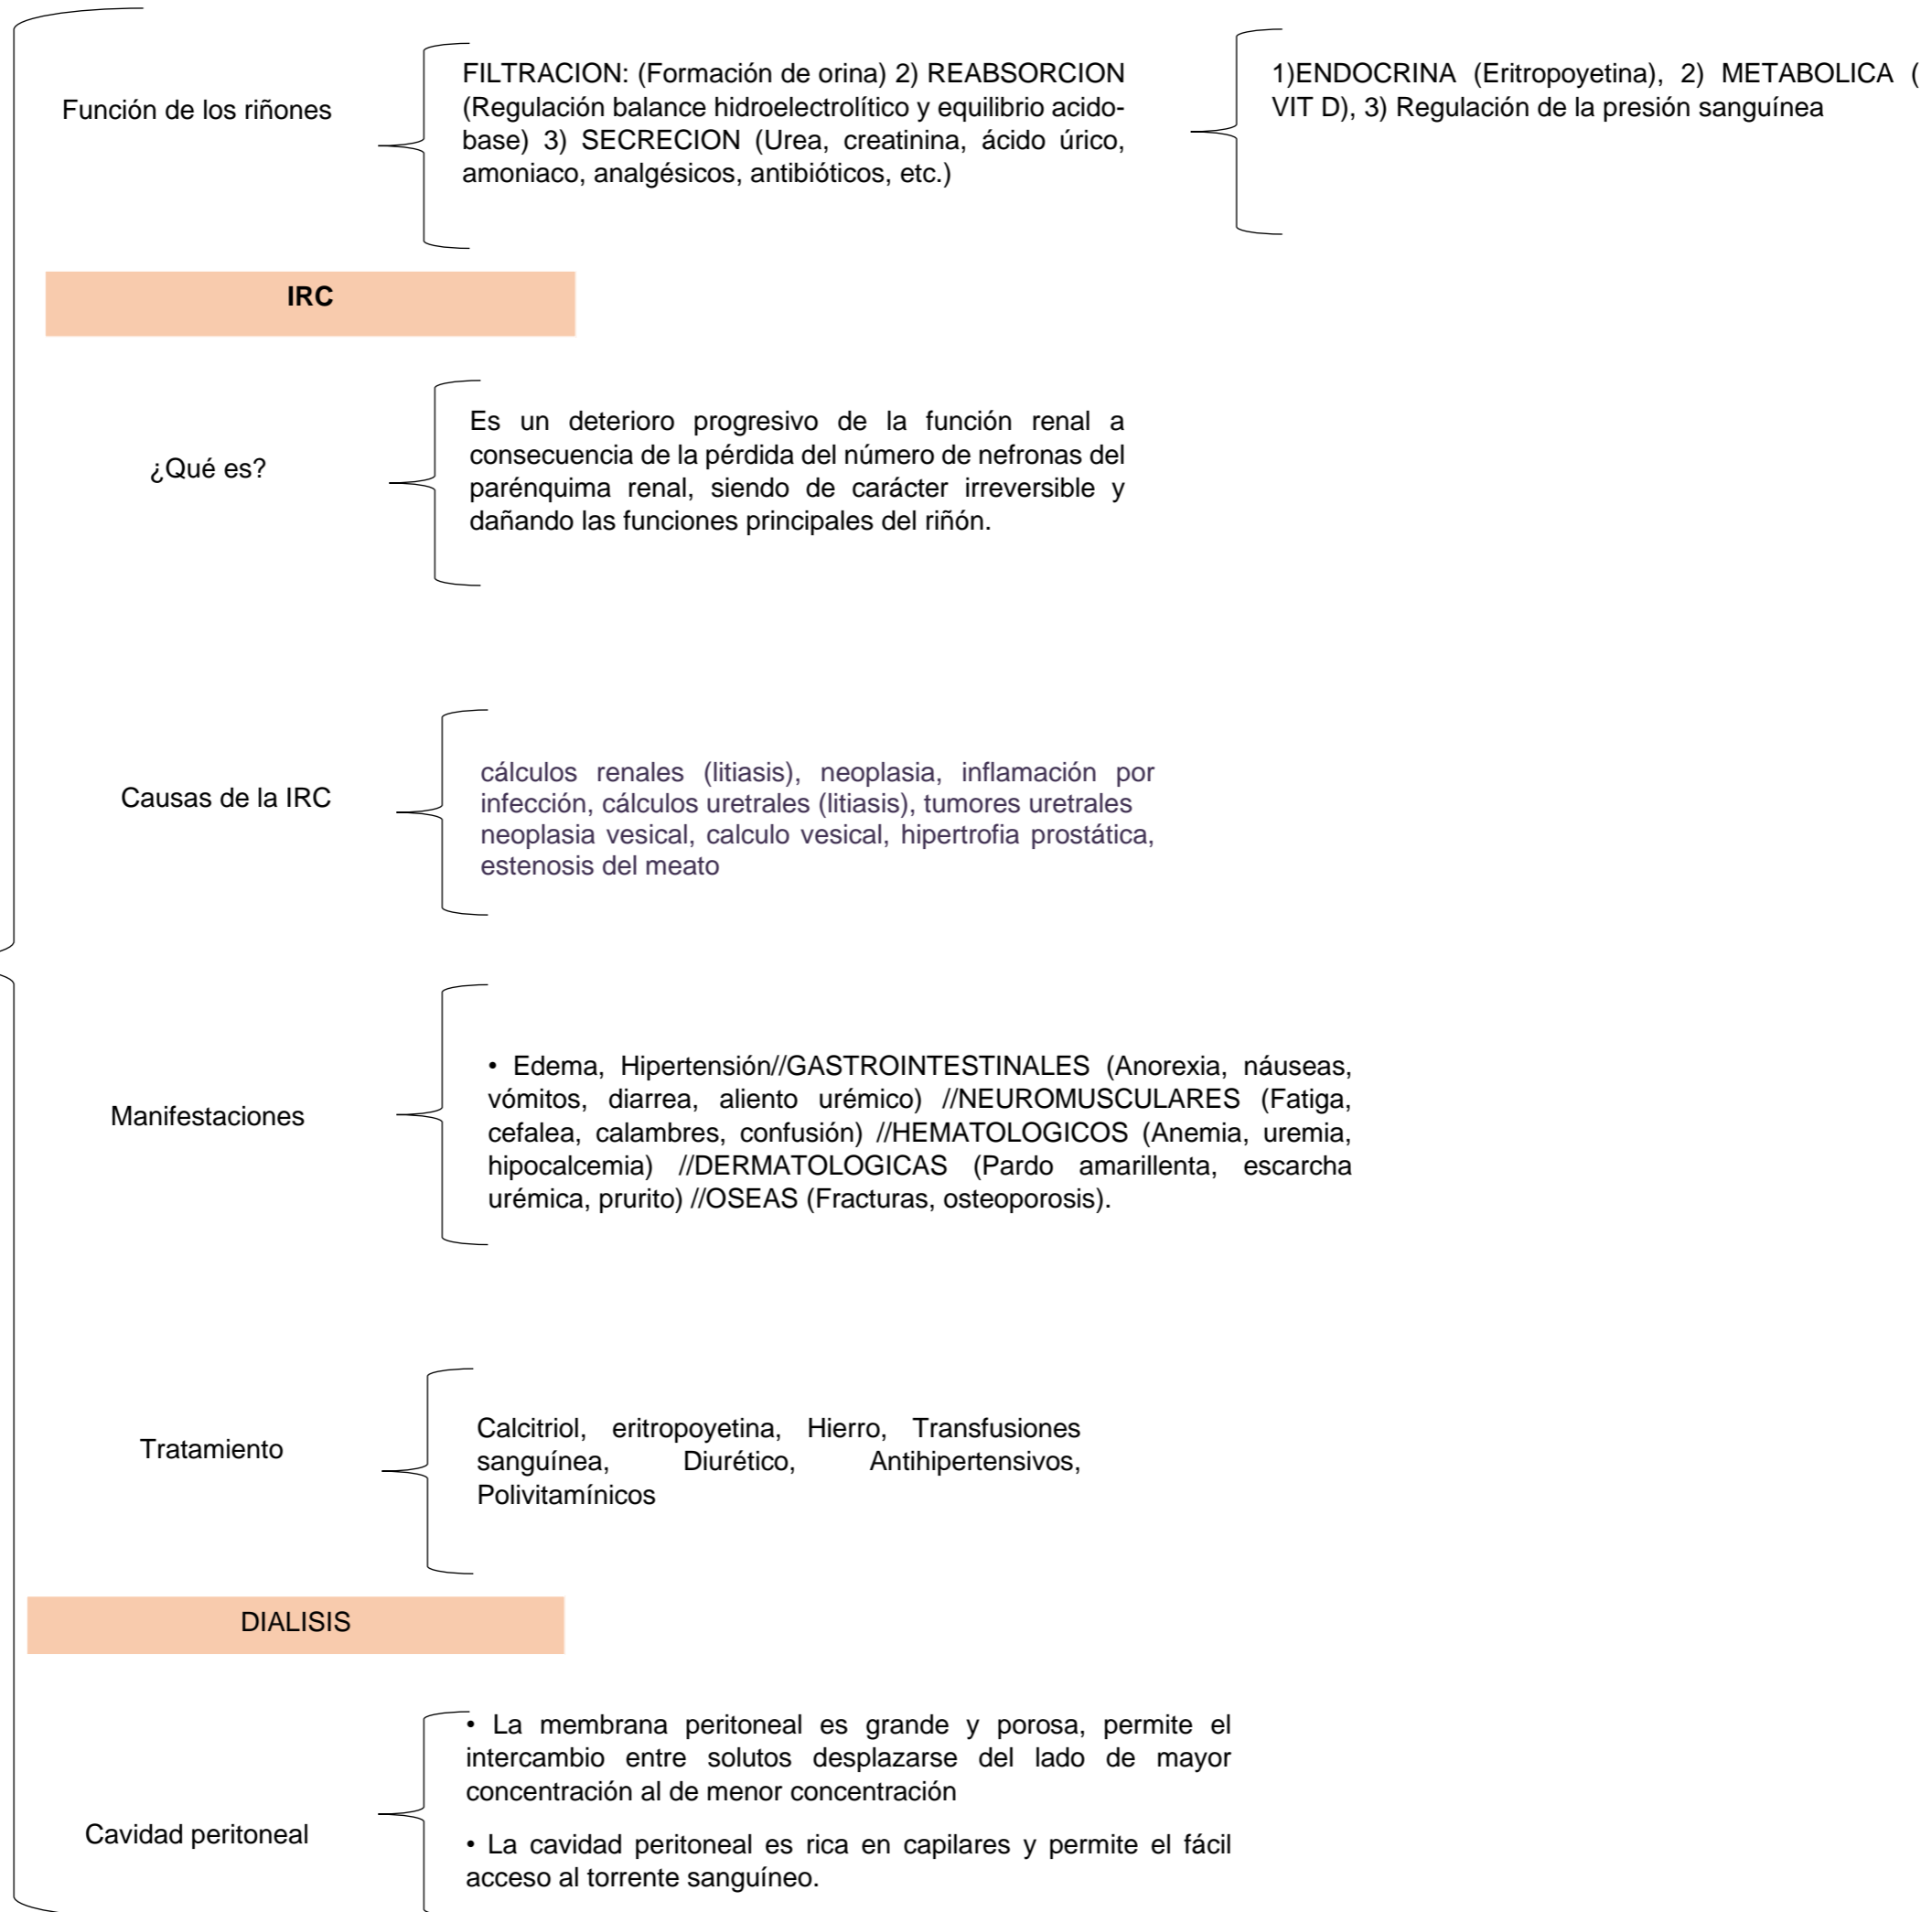 Función de los riñones
FILTRACION: (Formación de orina) 2) REABSORCION
(Regulación balance hidroelectrolítico y equilibrio acido-
base) 3) SECRECION (Urea, creatinina, ácido úrico,
amoniaco, analgésicos, antibióticos, etc.)
1)ENDOCRINA (Eritropoyetina), 2) METABOLICA (
VIT D), 3) Regulación de la presión sanguínea
IRC
¿Qué es?
Es un deterioro progresivo de la función renal a
consecuencia de la pérdida del número de nefronas del
parénquima renal, siendo de carácter irreversible y
dañando las funciones principales del riñón.
Causas de la IRC
cálculos renales (litiasis), neoplasia, inflamación por
infección, cálculos uretrales (litiasis), tumores uretrales
neoplasia vesical, calculo vesical, hipertrofia prostática,
estenosis del meato
Manifestaciones
• Edema, Hipertensión//GASTROINTESTINALES (Anorexia, náuseas,
vómitos, diarrea, aliento urémico) //NEUROMUSCULARES (Fatiga,
cefalea, calambres, confusión) //HEMATOLOGICOS (Anemia, uremia,
hipocalcemia) //DERMATOLOGICAS (Pardo amarillenta, escarcha
urémica, prurito) //OSEAS (Fracturas, osteoporosis).
Tratamiento
Calcitriol, eritropoyetina, Hierro, Transfusiones
sanguínea, Diurético, Antihipertensivos,
Polivitamínicos
DIALISIS
Cavidad peritoneal
• La membrana peritoneal es grande y porosa, permite el
intercambio entre solutos desplazarse del lado de mayor
concentración al de menor concentración
• La cavidad peritoneal es rica en capilares y permite el fácil
acceso al torrente sanguíneo.